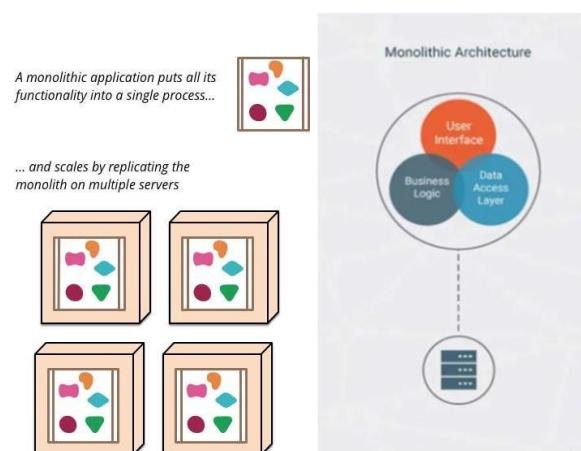 A monolithic application puts all its
functionality into a single process...
... and scales by replicating the
monolith on multiple servers
Monolithic Architecture
User
Interface
Business
Logic
Data
Access
Layer